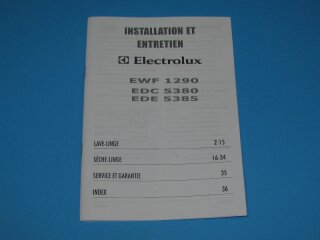 INSTALLATION ET
ENTRETIEN
Electrolux
EWF 1290
EDC 5380
EDE 5385
LAVE-LINGE 2-15
SÈCHE-LINGE 16-34
SERVICE ET GARANTIE 35
INDEX 36